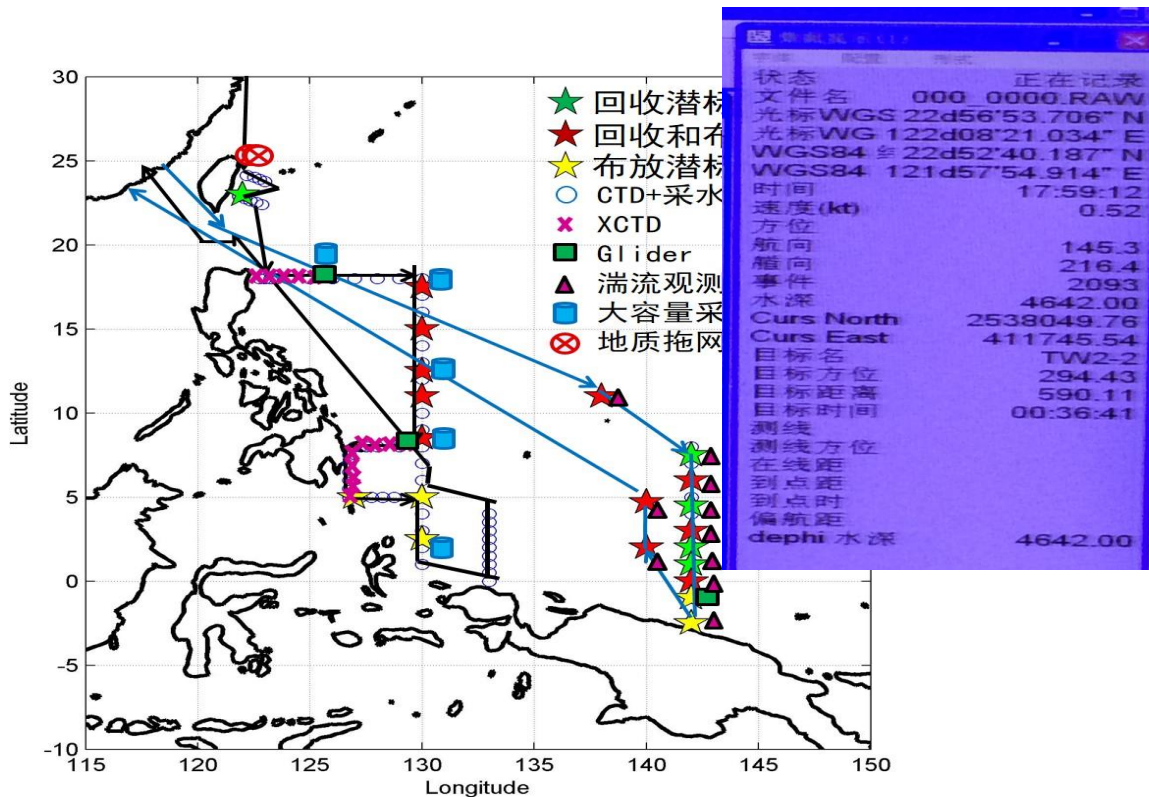 30
25
20
15
10
5
0
-5
-10
115
120
125
130
135
140
145
150
Latitude
Longitude
回收潜标
回收和布
布放潜标
CTD+采水
XCTD
Glider
湍流观测
大容量采
地质拖网
配置
状态 正在记录
文件名 000_0000.RAW
光标WGS 22d56'53.706" N
光标WG 122d08'21.034" E
WGS84 22d52'40.187" N
WGS84 121d57'54.914" E
时间 17:59:12
速度(kt) 0.52
方位
航向 145.3
艏向 216.4
事件 2093
水深 4642.00
Curs North 2538049.76
Curs East 411745.54
目标名 TW2-2
目标方位 294.43
目标距离 590.11
目标时间 00:36:41
测线
测线方位
在线距
到点距
到点时
偏航距
dephi 水深 4642.00